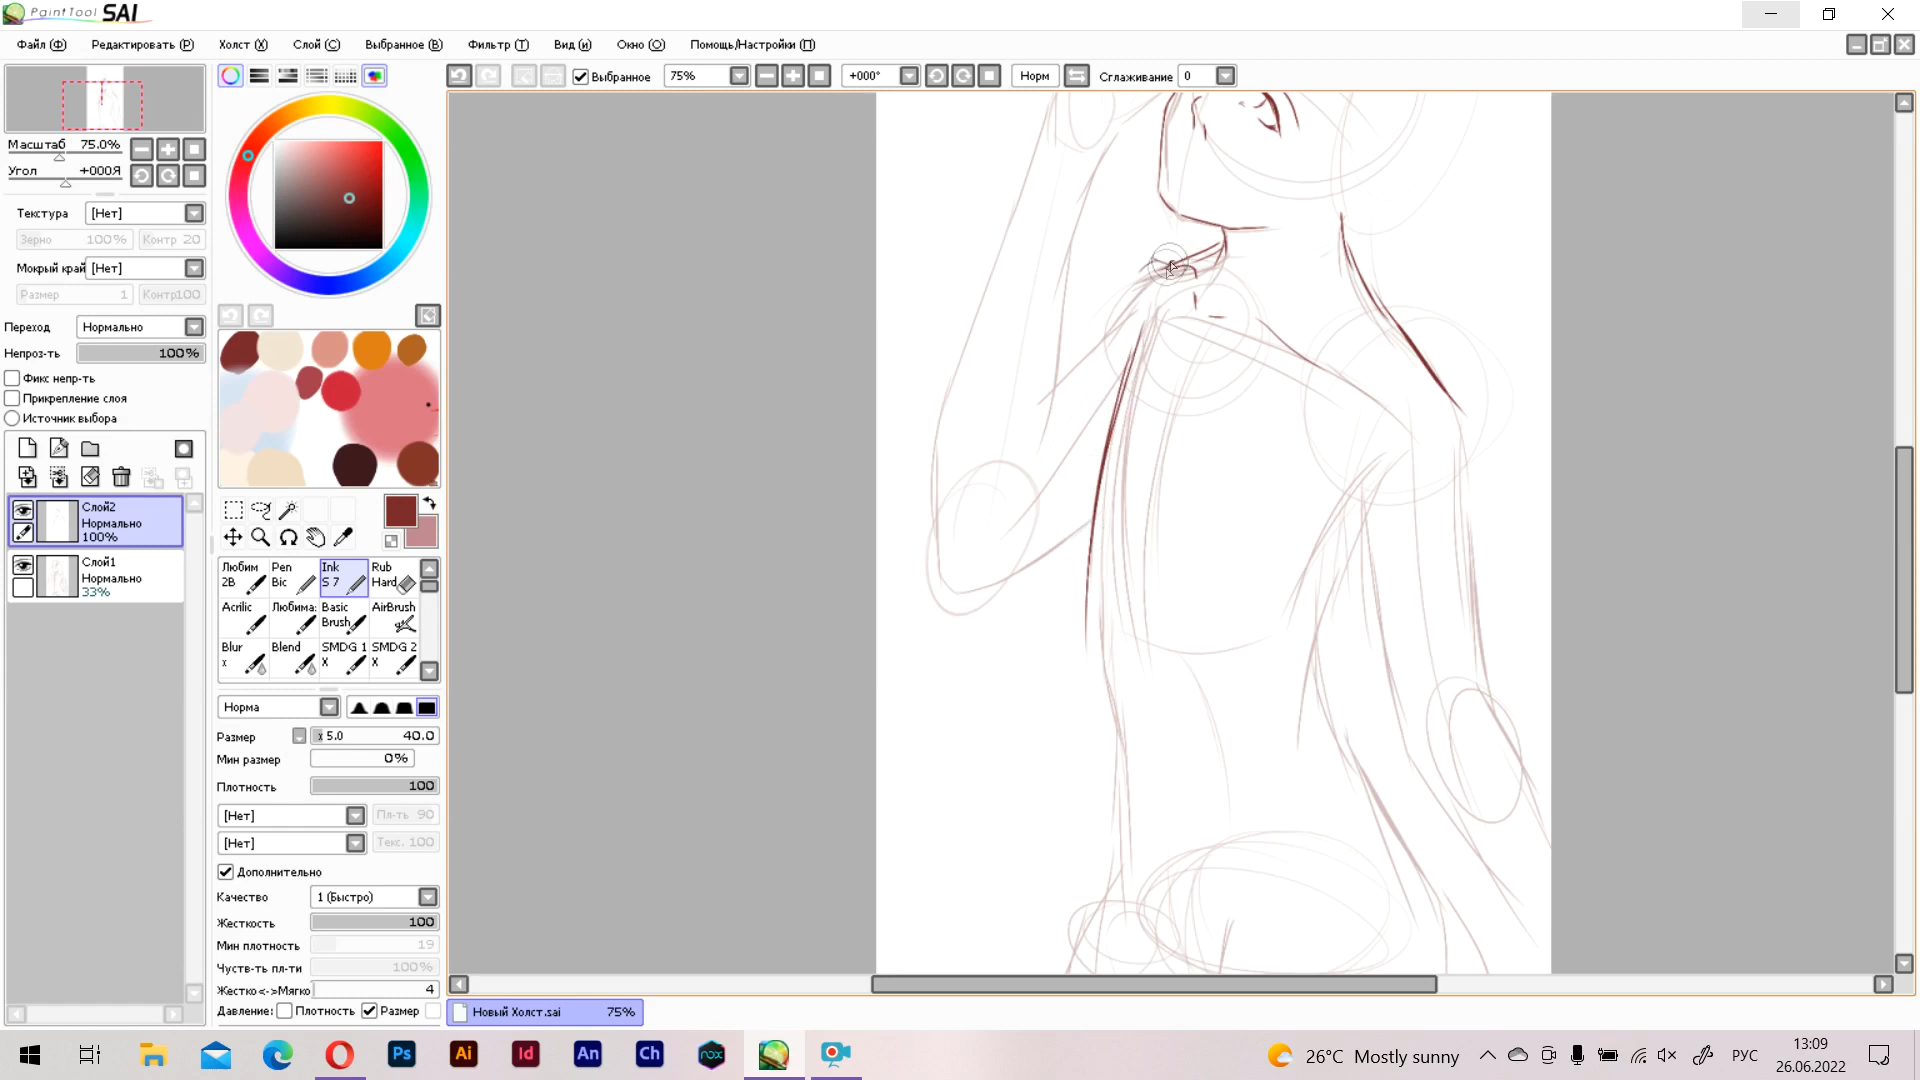 PaintTool SAI
Файл (Ф) Редактировать (P) Холст (X) Слой (C) Выбранное (B) Фильтр (T) Вид (и) Окно (O) Помощь/Настройки (П)
Выбранное 75% +000° Норм Сглаживание 0
Масштаб 75.0%
Угол +000Я
Текстура [Нет]
Зерно 100% Контр 20
Мокрый край [Нет]
Размер 1 Контр100
Переход Нормально
Непроз-ть 100%
Фикс непр-ть
Прикрепление слоя
Источник выбора
Слой2
Нормально
100%
Слой1
Нормально
33%
Любим 2B
Pen Bic
Ink S 7
Rub Hard
Acrilic
Любима:
Basic Brush
AirBrush
Blur x
Blend
SMDG 1 X
SMDG 2 X
Норма
Размер x 5.0 40.0
Мин размер 0%
Плотность 100
[Нет] Пл-ть 90
[Нет] Текс. 100
Дополнительно
Качество 1 (Быстро)
Жесткость 100
Мин плотность 19
Чуств-ть пл-ти 100%
Жестко<->Мягко 4
Давление: Плотность Размер
Новый Холст.sai 75%
Ps Ai Id An Ch nox
26°C Mostly sunny
РУС
13:09
26.06.2022